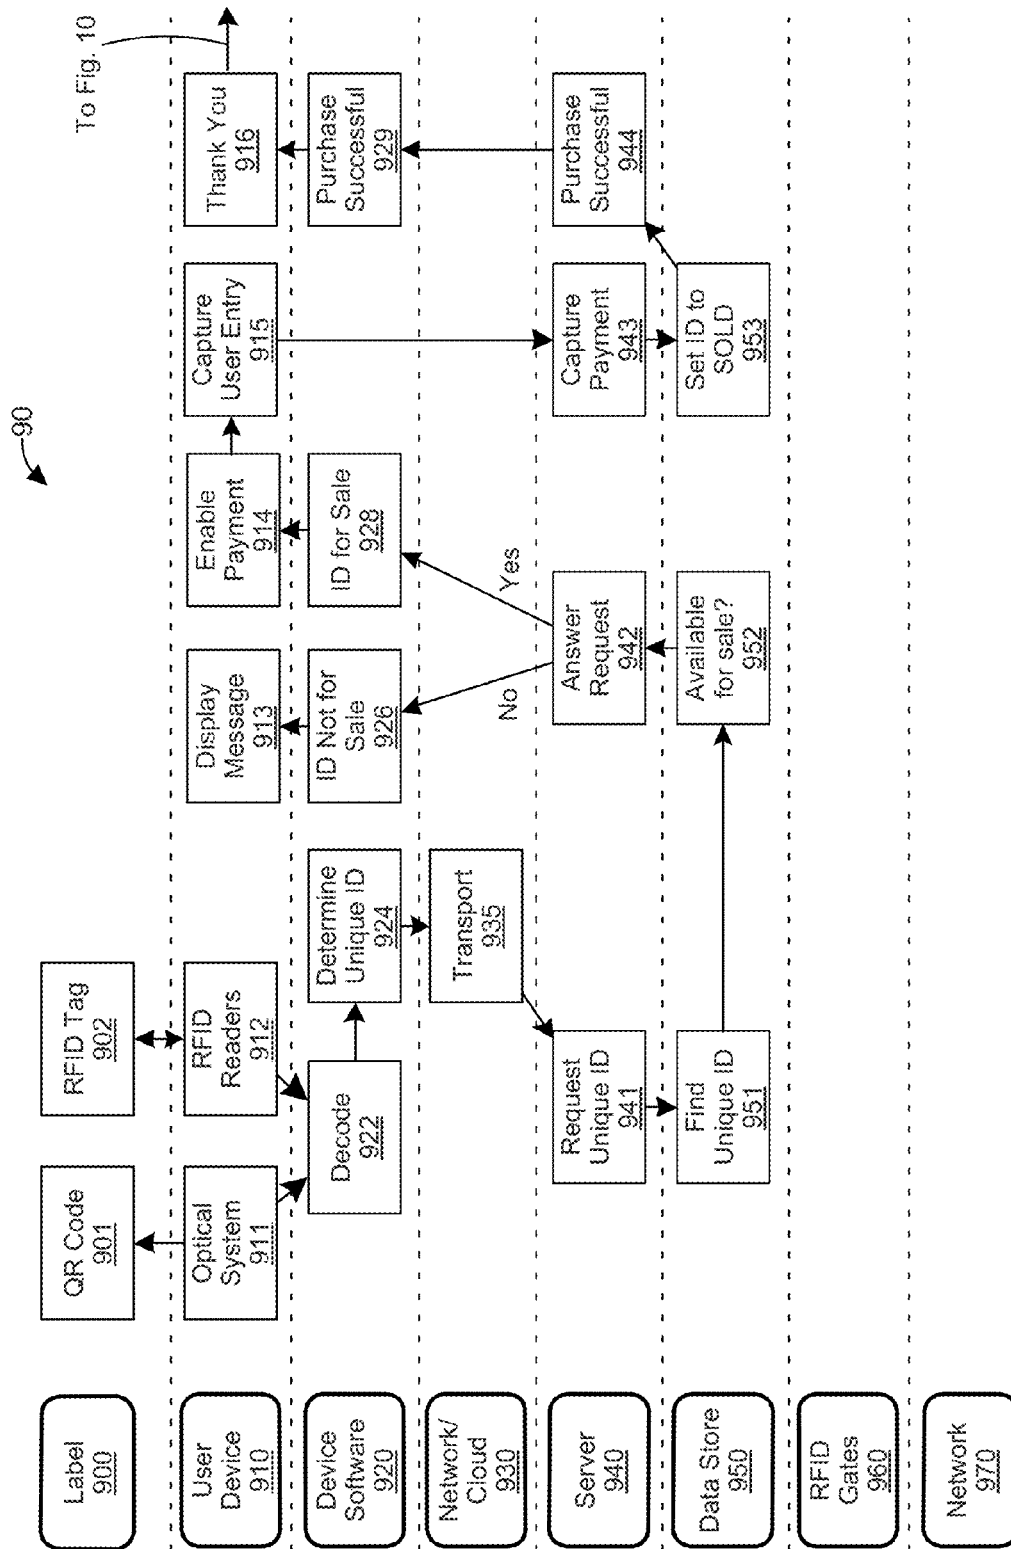 90
To Fig. 10
Label
900
QR Code
901
RFID Tag
902
User
Device
910
Optical
System
911
RFID
Readers
912
Display
Message
913
Enable
Payment
914
Capture
User Entry
915
Thank You
916
Device
Software
920
Decode
922
Determine
Unique ID
924
ID Not for
Sale
926
ID for Sale
928
Purchase
Successful
929
Network/
Cloud
930
Transport
935
No
Yes
Server
940
Request
Unique ID
941
Answer
Request
942
Capture
Payment
943
Purchase
Successful
944
Data Store
950
Find
Unique ID
951
Available
for sale?
952
Set ID to
SOLD
953
RFID
Gates
960
Network
970